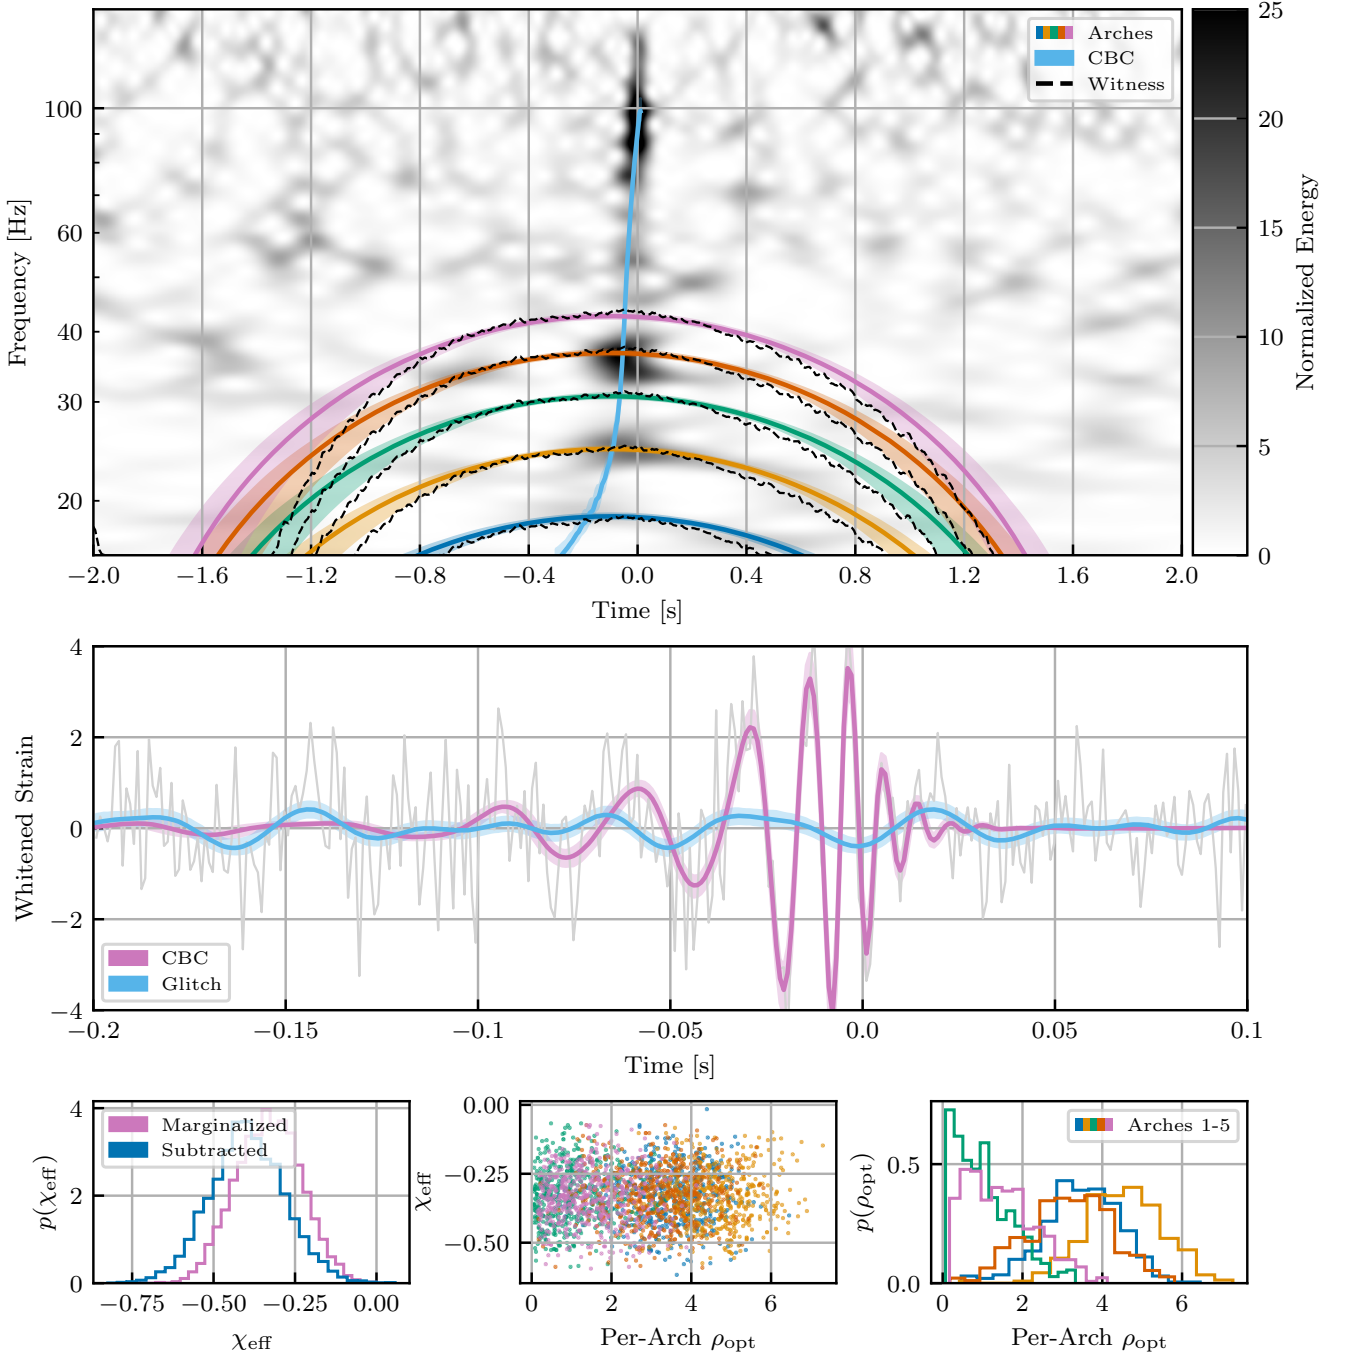 Arches
CBC
Witness
100
60
40
30
20
Frequency [Hz]
−2.0 −1.6 −1.2 −0.8 −0.4 0.0 0.4 0.8 1.2 1.6 2.0
Time [s]
25
20
15
10
5
0
Normalized Energy
4
2
0
−2
−4
Whitened Strain
CBC
Glitch
−0.2 −0.15 −0.1 −0.05 0.0 0.05 0.1
Time [s]
Marginalized
Subtracted
4
2
0
p(χeff)
−0.75 −0.50 −0.25 0.00
χeff
0.00
−0.25
−0.50
χeff
0 2 4 6
Per-Arch ρopt
Arches 1-5
0.5
0.0
p(ρopt)
0 2 4 6
Per-Arch ρopt